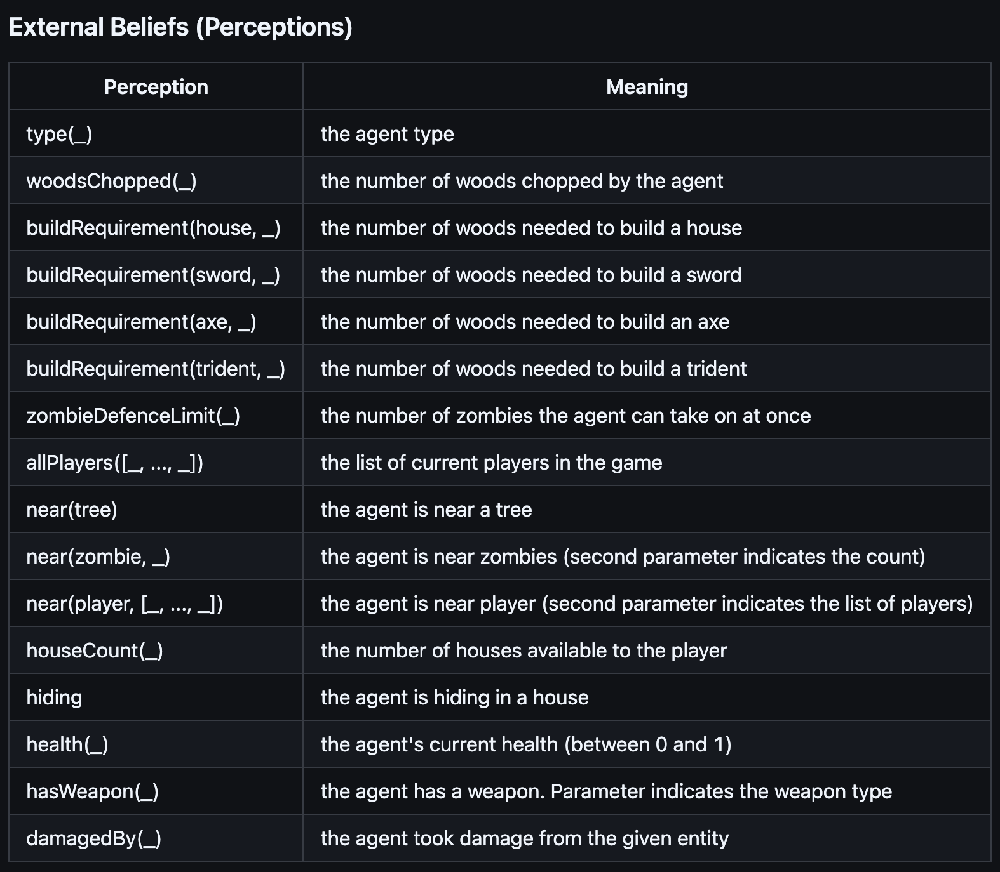 External Beliefs (Perceptions)
Perception Meaning
type(_) the agent type
woodsChopped(_) the number of woods chopped by the agent
buildRequirement(house, _) the number of woods needed to build a house
buildRequirement(sword, _) the number of woods needed to build a sword
buildRequirement(axe, _) the number of woods needed to build an axe
buildRequirement(trident, _) the number of woods needed to build a trident
zombieDefenceLimit(_) the number of zombies the agent can take on at once
allPlayers([_, ..., _]) the list of current players in the game
near(tree) the agent is near a tree
near(zombie, _) the agent is near zombies (second parameter indicates the count)
near(player, [_, ..., _]) the agent is near player (second parameter indicates the list of players)
houseCount(_) the number of houses available to the player
hiding the agent is hiding in a house
health(_) the agent's current health (between 0 and 1)
hasWeapon(_) the agent has a weapon. Parameter indicates the weapon type
damagedBy(_) the agent took damage from the given entity